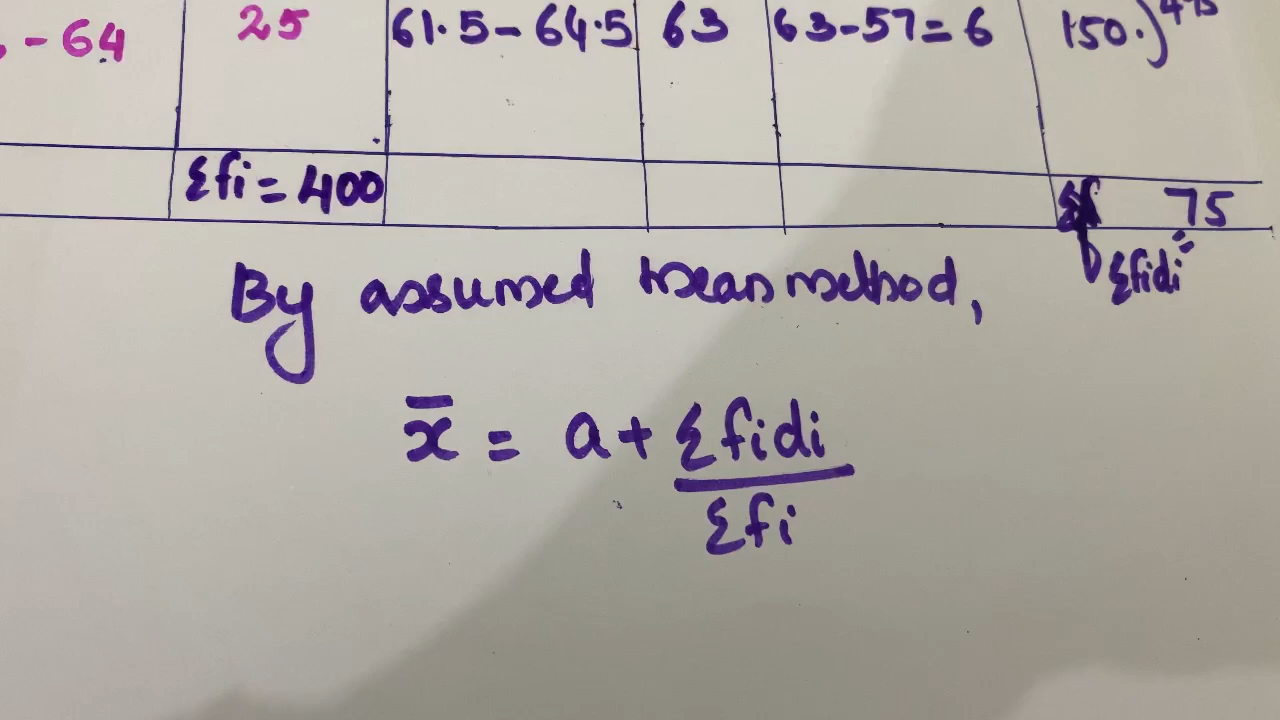 - 64 25 61.5 - 64.5 63 63-57=6 150.)
Σfi = 400 75
Σfidi =
By assumed mean method,
x̄ = a + Σfidi
Σfi